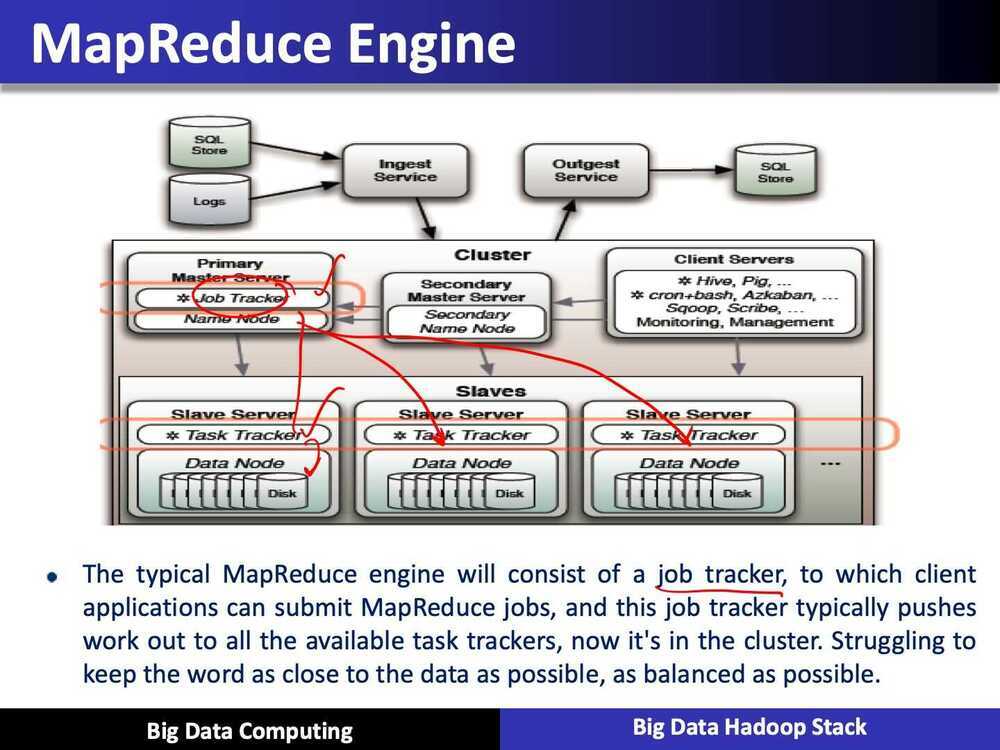 MapReduce Engine
SQL
Store
Logs
Ingest
Service
Outgest
Service
SQL
Store
Cluster
Primary
Master Server
✲ Job Tracker
Name Node
Secondary
Master Server
Secondary
Name Node
Client Servers
✲ Hive, Pig, ...
✲ cron+bash, Azkaban, ...
Sqoop, Scribe, ...
Monitoring, Management
Slaves
Slave Server
✲ Task Tracker
Data Node
Disk
Slave Server
✲ Task Tracker
Data Node
Disk
Slave Server
✲ Task Tracker
Data Node
Disk
...
• The typical MapReduce engine will consist of a job tracker, to which client
applications can submit MapReduce jobs, and this job tracker typically pushes
work out to all the available task trackers, now it's in the cluster. Struggling to
keep the word as close to the data as possible, as balanced as possible.
Big Data Computing
Big Data Hadoop Stack